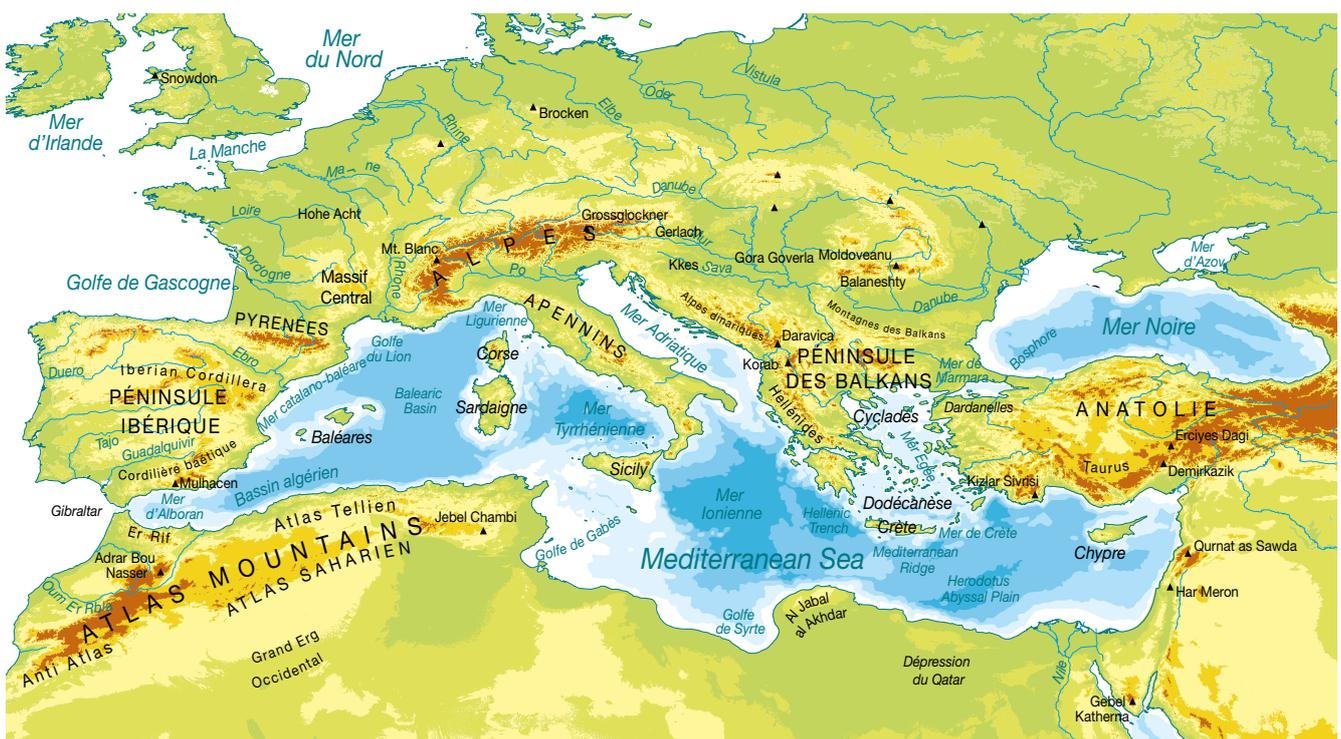 Mer
du Nord
Snowdon
Mer
d'Irlande
La Manche
Brocken
Elbe
Oder
Vistula
Rhine
Ma ne
Loire
Hohe Acht
Danube
Grossglockner
Gerlach
Mt. Blanc
ALPES
Kkes
Sava
Gora Goverla
Moldoveanu
Balaneshty
Danube
Mer
d'Azov
Golfe de Gascogne
Dordogne
Massif
Central
Rhône
Po
PYRENÉES
Mer
Ligurienne
APENNINS
Mer Adriatique
Alpes dinariques
Montagnes des Balkans
Mer Noire
Bosphore
Golfe
du Lion
Corse
Daravica
Korab
PÉNINSULE
DES BALKANS
Mer de
Marmara
Duero
Ebro
Iberian Cordillera
PÉNINSULE
IBÉRIQUE
Mer catalano-baléare
Balearic
Basin
Sardaigne
Mer
Tyrrhénienne
Hellénides
Cyclades
Dardanelles
ANATOLIE
Tajo
Guadalquivir
Cordilière baétique
Mulhacen
Baléares
Bassin algérien
Sicily
Mer Egée
Erciyes Dagi
Demirkazik
Taurus
Kizlar Sivrisi
Gibraltar
Mer
d'Alboran
Atlas Tellien
Jebel Chambi
Mer
Ionienne
Hellenic
Trench
Dodécanèse
Crète
Mer de Crète
Chypre
Er Rif
Adrar Bou
Nasser
ATLAS MOUNTAINS
ATLAS SAHARIEN
Golfe de Gabès
Mediterranean Sea
Mediterranean
Ridge
Herodotus
Abyssal Plain
Qurnat as Sawda
Har Meron
Oum Er Rbla
Anti Atlas
Grand Erg
Occidental
Golfe
de Syrte
Al Jabal
al Akhdar
Dépression
du Qatar
Nile
Gebel
Katherna